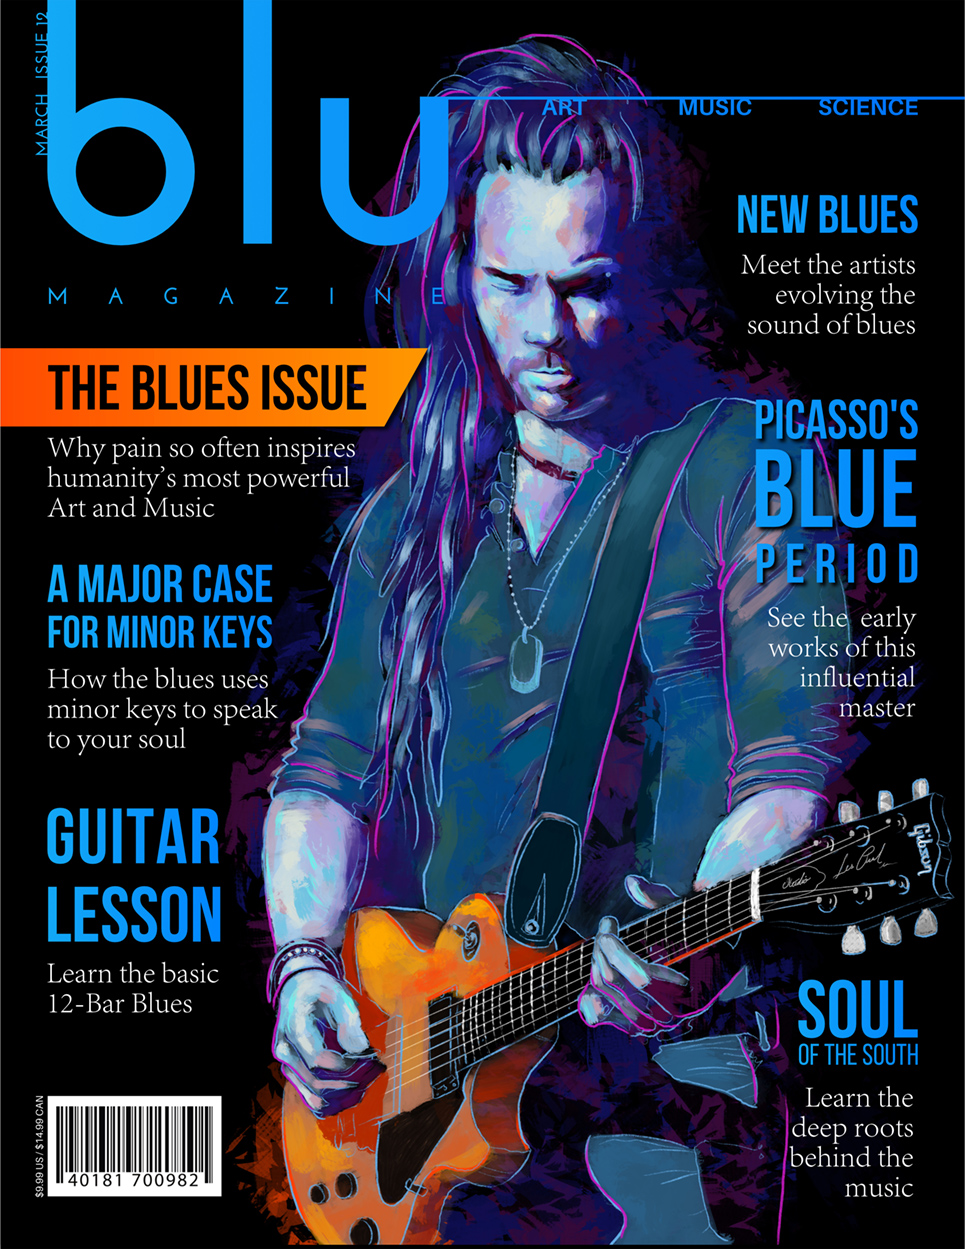 MARCH ISSUE 12
blu
MAGAZINE
ART MUSIC SCIENCE
THE BLUES ISSUE
Why pain so often inspires
humanity’s most powerful
Art and Music
A MAJOR CASE
FOR MINOR KEYS
How the blues uses
minor keys to speak
to your soul
GUITAR
LESSON
Learn the basic
12-Bar Blues
$9.99 US / $14.99 CAN
40181 700982
NEW BLUES
Meet the artists
evolving the
sound of blues
PICASSO'S
BLUE
PERIOD
See the early
works of this
influential
master
Gibson
Les Paul
Studio
SOUL
OF THE SOUTH
Learn the
deep roots
behind the
music